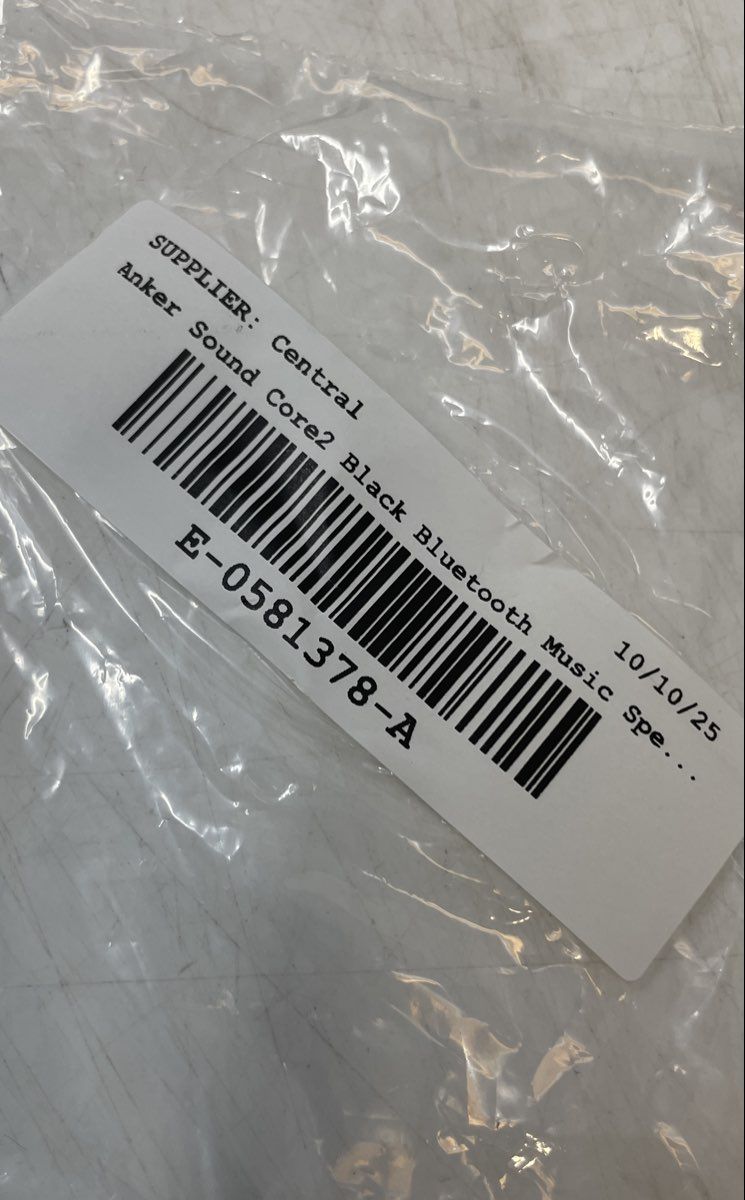 SUPPLIER: Central
10/10/25
Anker Sound Core2 Black Bluetooth Music Spe...
E-0581378-A